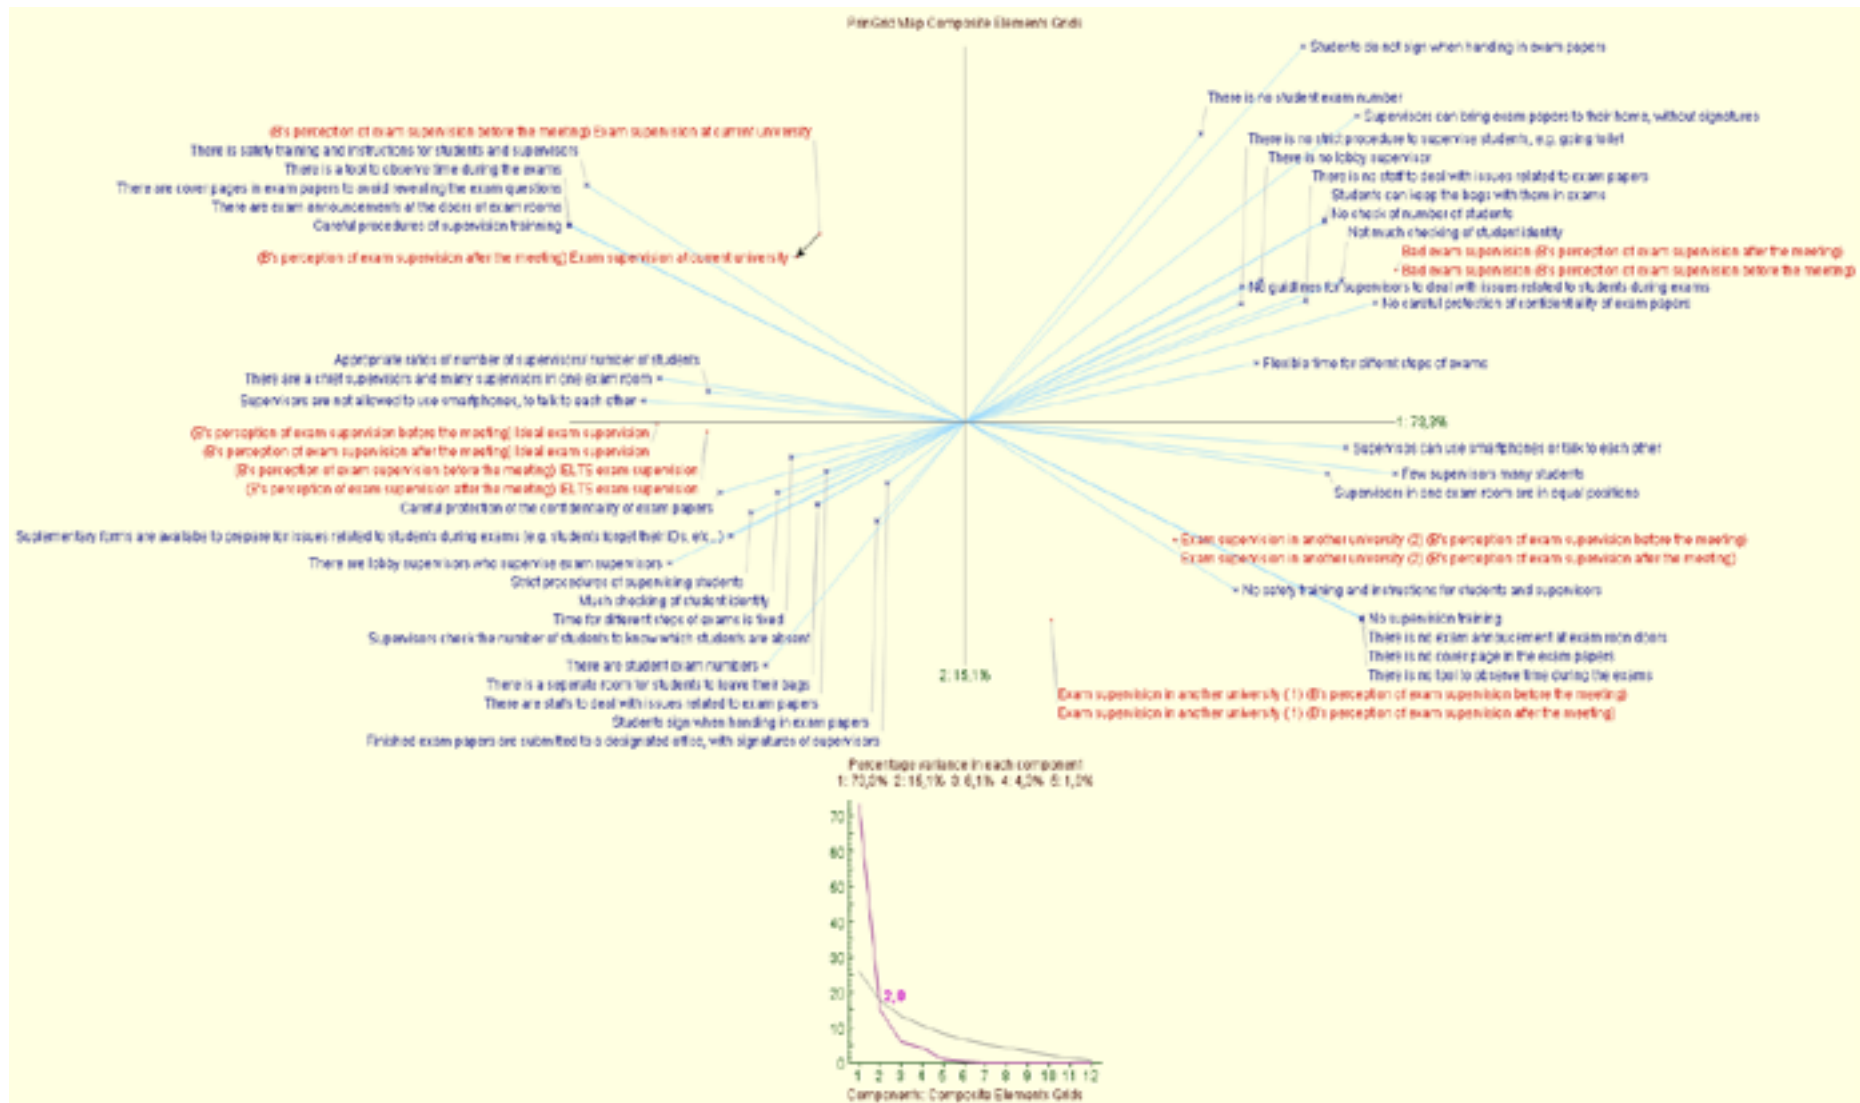 PrinGrid Map Composite Elements Grids
Students do not sign when handing in exam papers
There is no student exam number
Supervisors can bring exam papers to their home, without signatures
(B's perception of exam supervision before the meeting) Exam supervision at current university
There is no strict procedure to supervise students, e.g. going toilet
There is safety training and instructions for students and supervisors
There is no lobby supervisor
There is a tool to observe time during the exams
There is no staff to deal with issues related to exam papers
There are cover pages in exam papers to avoid revealing the exam questions
Students can keep the bags with them in exams
There are exam announcements at the doors of exam rooms
No check of number of students
Careful procedures of supervision trainning
Not much checking of student identity
Bad exam supervision (B's perception of exam supervision after the meeting)
(B's perception of exam supervision after the meeting) Exam supervision at current university
Bad exam supervision (B's perception of exam supervision before the meeting)
No guidlines for supervisors to deal with issues related to students during exams
No careful protection of confidentiality of exam papers
Appropriate ratios of number of supervisors/ number of students
Flexible time for different steps of exams
There are a chief supervisors and many supervisors in one exam room
Supervisors are not allowed to use smartphones, to talk to each other
1: 73,3%
(B's perception of exam supervision before the meeting) Ideal exam supervision
(B's perception of exam supervision after the meeting) Ideal exam supervision
Supervisors can use smartphones or talk to each other
(B's perception of exam supervision before the meeting) IELTS exam supervision
Few supervisors many students
(B's perception of exam supervision after the meeting) IELTS exam supervision
Supervisors in one exam room are in equal positions
Careful protection of the confidentiality of exam papers
Suplementary forms are available to prepare for issues related to students during exams (e.g. students forget their IDs, etc...)
Exam supervision in another university (2) (B's perception of exam supervision before the meeting)
There are lobby supervisors who supervise exam supervisors
Exam supervision in another university (2) (B's perception of exam supervision after the meeting)
Strict procedures of supervising students
No safety training and instructions for students and supervisors
Much checking of student identity
Time for different steps of exams is fixed
No supervision training
Supervisors check the number of students to know which students are absent
There is no exam annoucement at exam room doors
There are student exam numbers
There is no cover page in the exam papers
2: 15,1%
There is no tool to observe time during the exams
There is a seperate room for students to leave their bags
Exam supervision in another university (1) (B's perception of exam supervision before the meeting)
There are staffs to deal with issues related to exam papers
Exam supervision in another university (1) (B's perception of exam supervision after the meeting)
Students sign when handing in exam papers
Finished exam papers are submitted to a designated office, with signatures of supervisors
Percentage variance in each component
1: 73,3% 2: 15,1% 3: 6,1% 4: 4,3% 5: 1,3%
70
60
50
40
30
20
2,0
10
0
1 2 3 4 5 6 7 8 9 10 11 12
Components: Composite Elements Grids